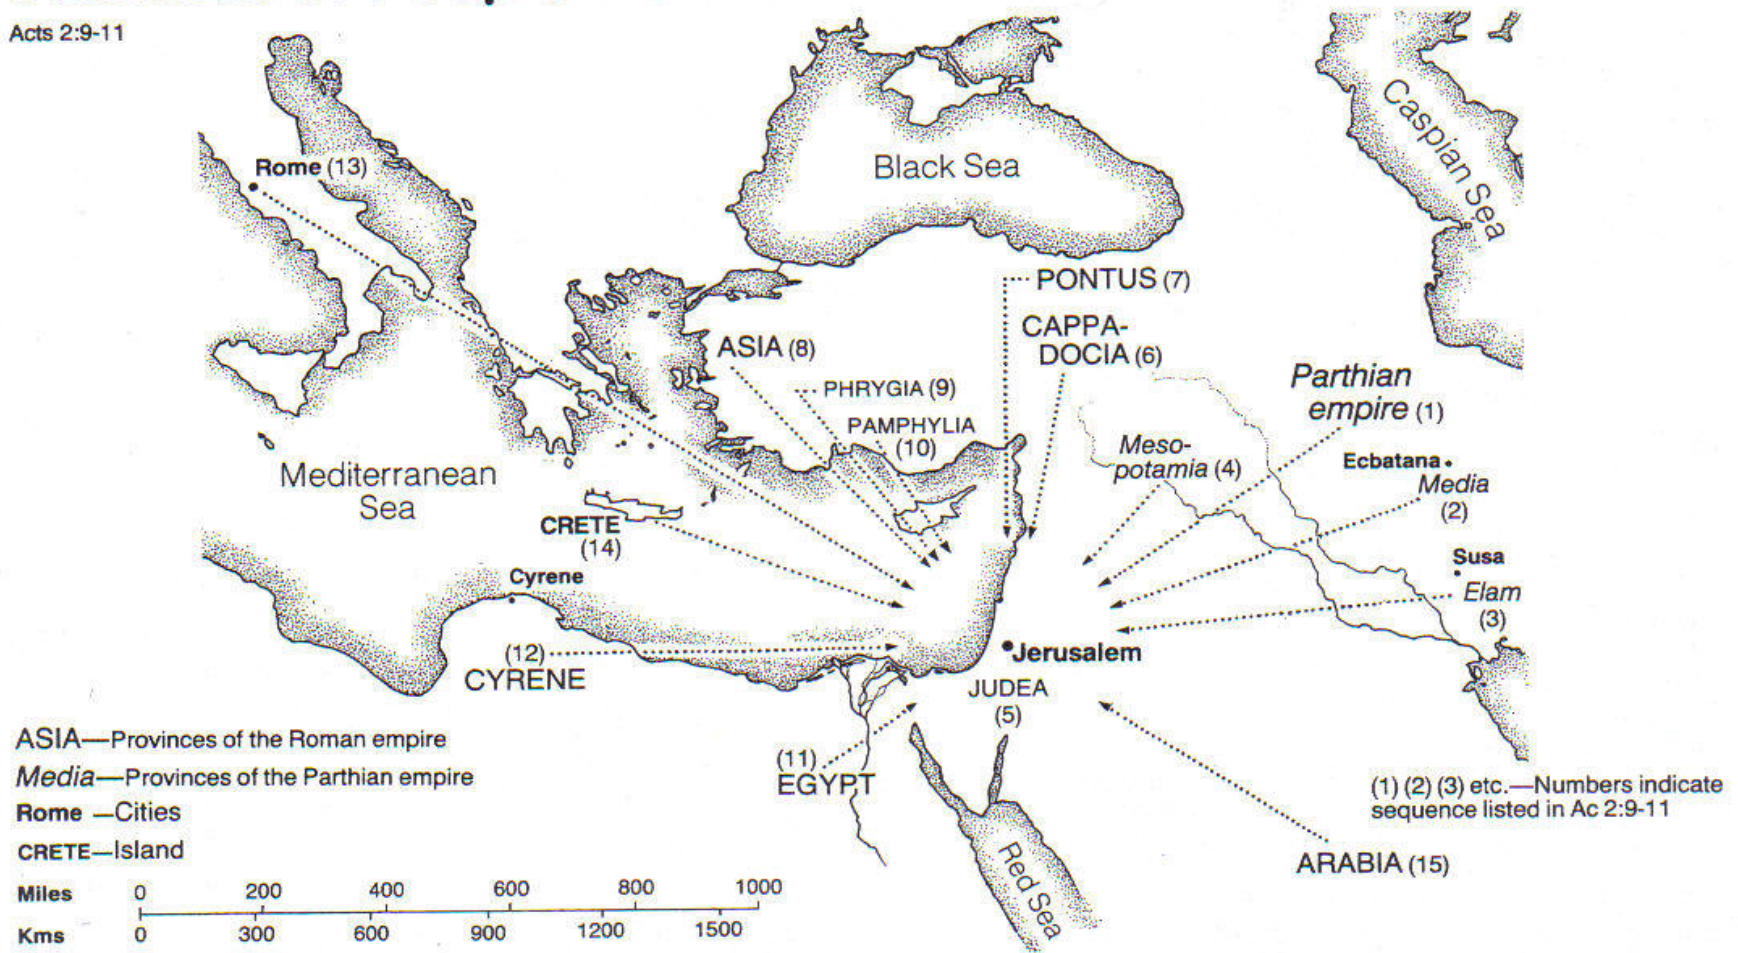 Acts 2:9-11
Rome (13)
Black Sea
Caspian Sea
PONTUS (7)
CAPPA-
DOCIA (6)
ASIA (8)
PHRYGIA (9)
PAMPHYLIA
(10)
Parthian
empire (1)
Meso-
potamia (4)
Ecbatana
Media
(2)
Mediterranean
Sea
CRETE
(14)
Susa
Elam
(3)
Cyrene
(12)
CYRENE
Jerusalem
JUDEA
(5)
(11)
EGYPT
Red Sea
ARABIA (15)
ASIA—Provinces of the Roman empire
Media—Provinces of the Parthian empire
Rome —Cities
CRETE—Island
(1) (2) (3) etc.—Numbers indicate
sequence listed in Ac 2:9-11
Miles 0 200 400 600 800 1000
Kms 0 300 600 900 1200 1500